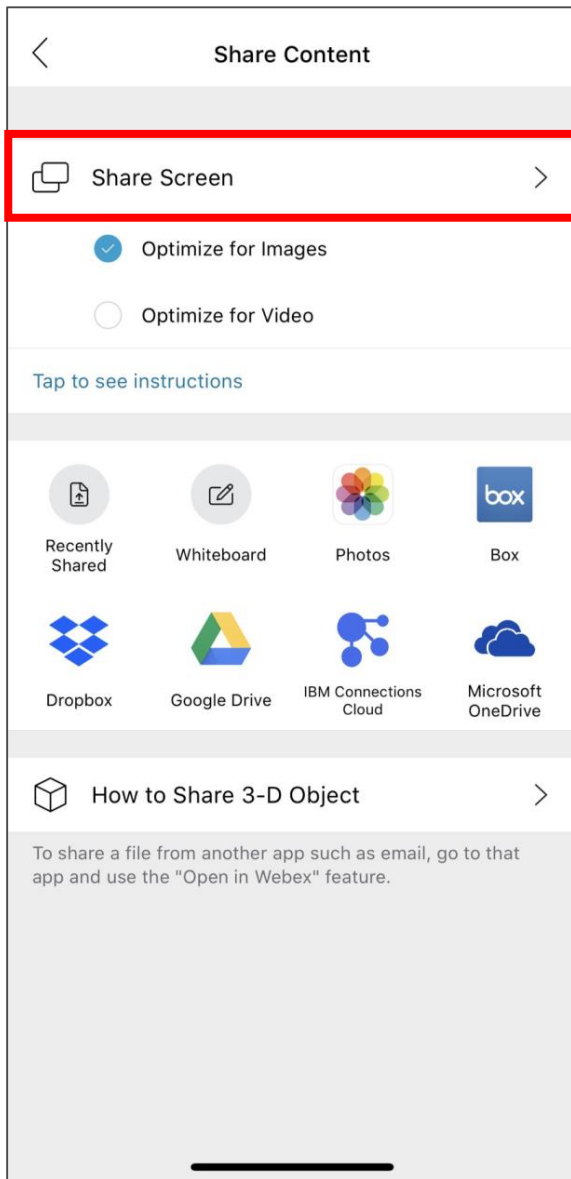 Share Content
Share Screen
Optimize for Images
Optimize for Video
Tap to see instructions
Recently
Shared
Whiteboard
Photos
box
Box
Dropbox
Google Drive
IBM Connections
Cloud
Microsoft
OneDrive
How to Share 3-D Object
To share a file from another app such as email, go to that
app and use the "Open in Webex" feature.